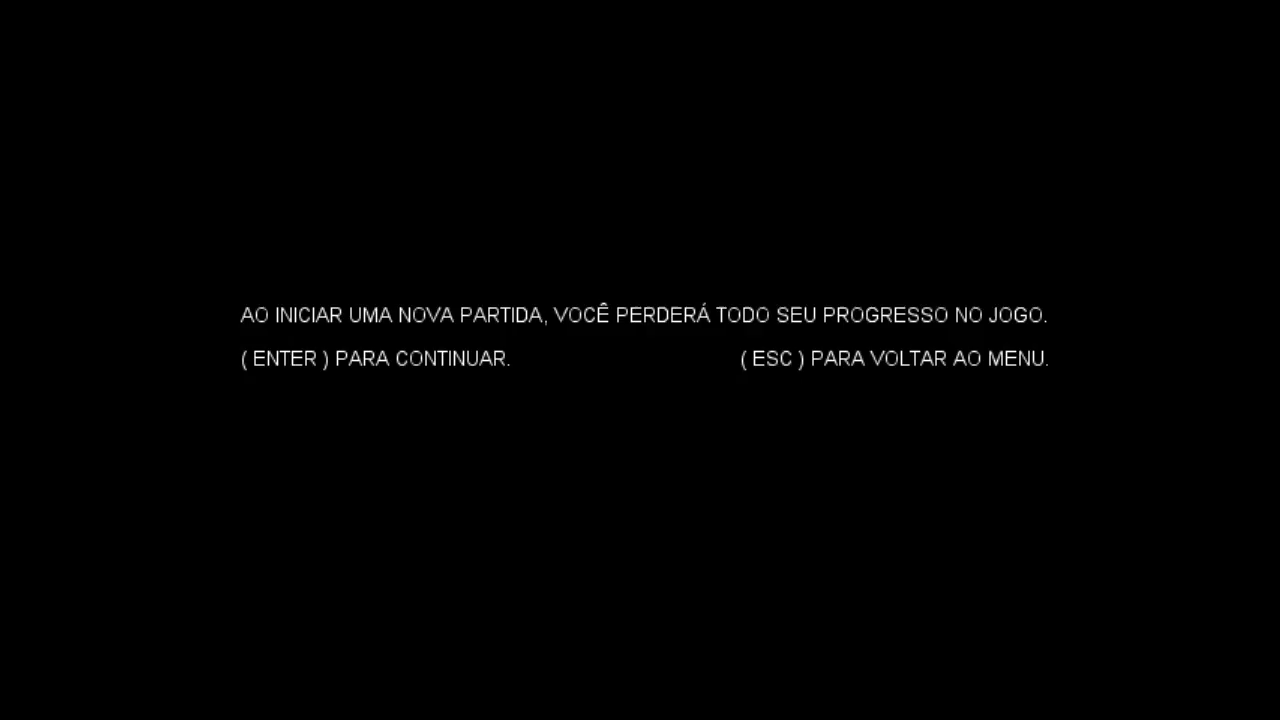 AO INICIAR UMA NOVA PARTIDA, VOCÊ PERDERÁ TODO SEU PROGRESSO NO JOGO.
( ENTER ) PARA CONTINUAR. ( ESC ) PARA VOLTAR AO MENU.